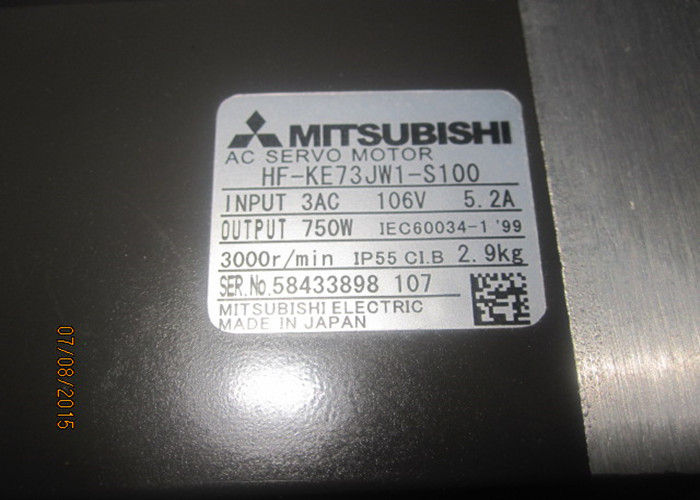 MITSUBISHI
AC SERVO MOTOR
HF-KE73JW1-S100
INPUT 3AC 106V 5.2A
OUTPUT 750W IEC60034-1 '99
3000r/min IP55 CI.B 2.9kg
SER.No.58433898 107
MITSUBISHI ELECTRIC
MADE IN JAPAN
07/08/2015